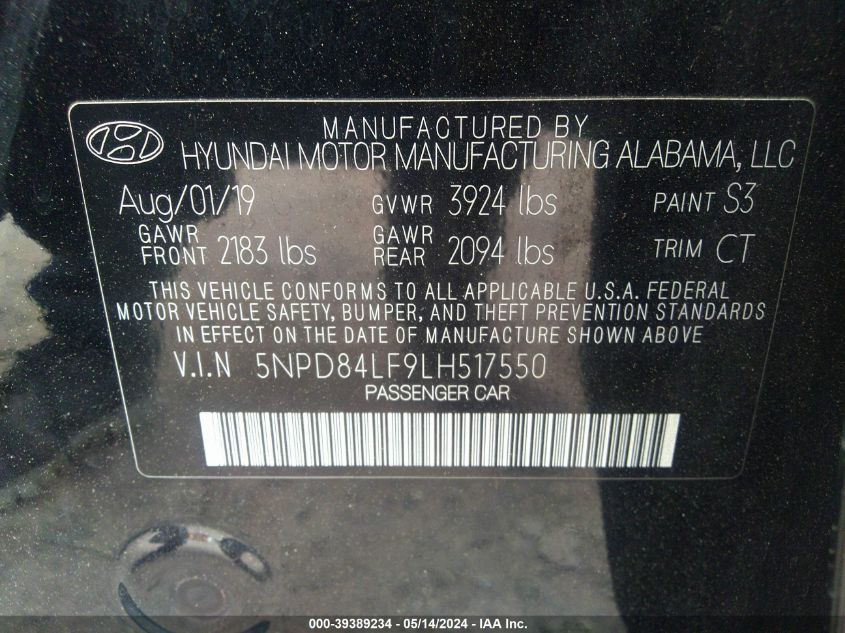 MANUFACTURED BY
HYUNDAI MOTOR MANUFACTURING ALABAMA, LLC
Aug/01/19 GVWR 3924 lbs PAINT S3
GAWR FRONT 2183 lbs GAWR REAR 2094 lbs TRIM CT
THIS VEHICLE CONFORMS TO ALL APPLICABLE U.S.A. FEDERAL
MOTOR VEHICLE SAFETY, BUMPER, AND THEFT PREVENTION STANDARDS
IN EFFECT ON THE DATE OF MANUFACTURE SHOWN ABOVE
V.I.N 5NPD84LF9LH517550
PASSENGER CAR
000-39389234 - 05/14/2024 - IAA Inc.